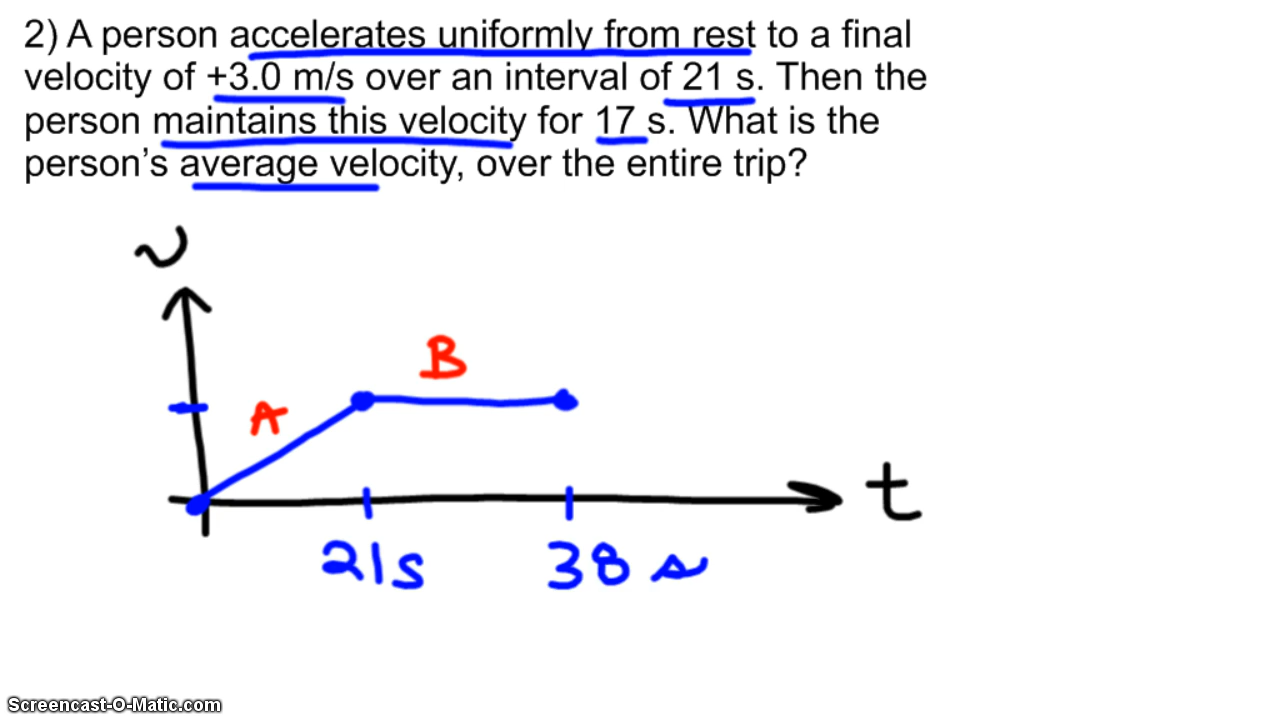 2) A person accelerates uniformly from rest to a final
velocity of +3.0 m/s over an interval of 21 s. Then the
person maintains this velocity for 17 s. What is the
person’s average velocity, over the entire trip?
v
B
A
t
21s 38 s
Screencast-O-Matic.com